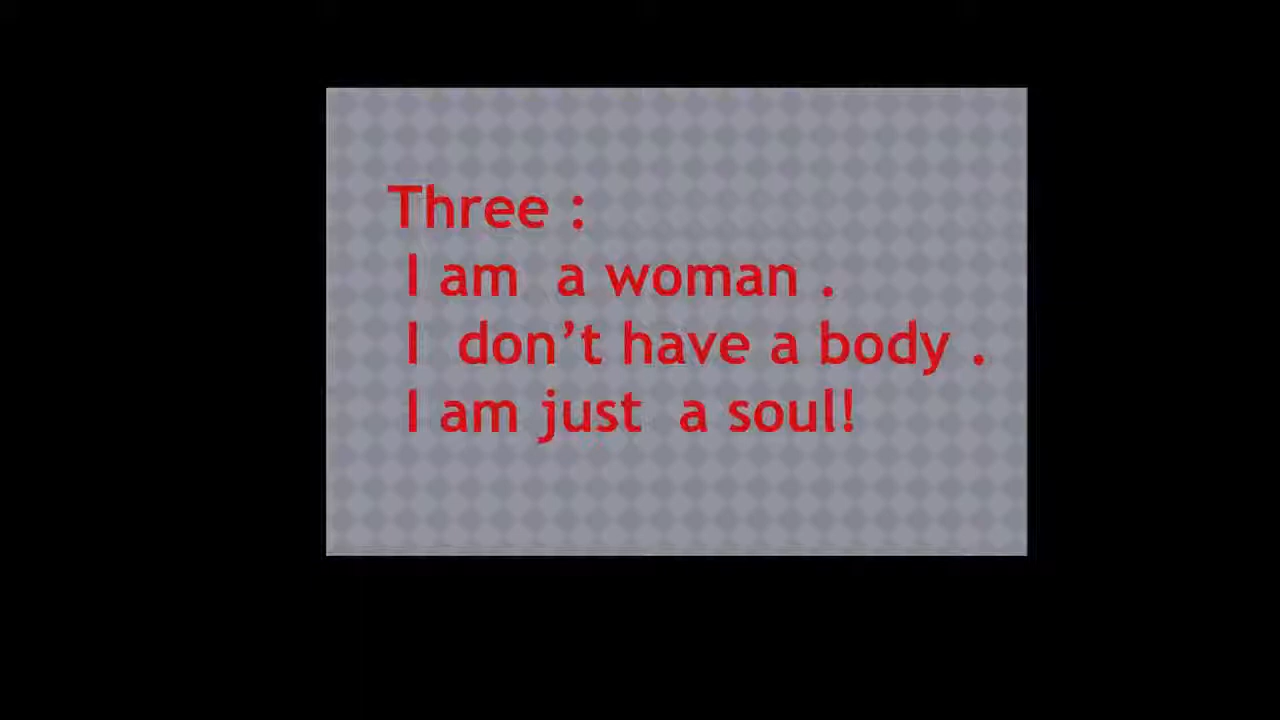 Three :
I am a woman .
I don’t have a body .
I am just a soul!